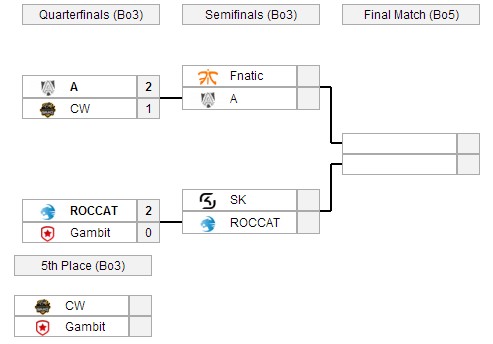 Quarterfinals (Bo3) Semifinals (Bo3) Final Match (Bo5)
Fnatic
A 2
A
CW 1
SK
ROCCAT 2
ROCCAT
Gambit 0
5th Place (Bo3)
CW
Gambit